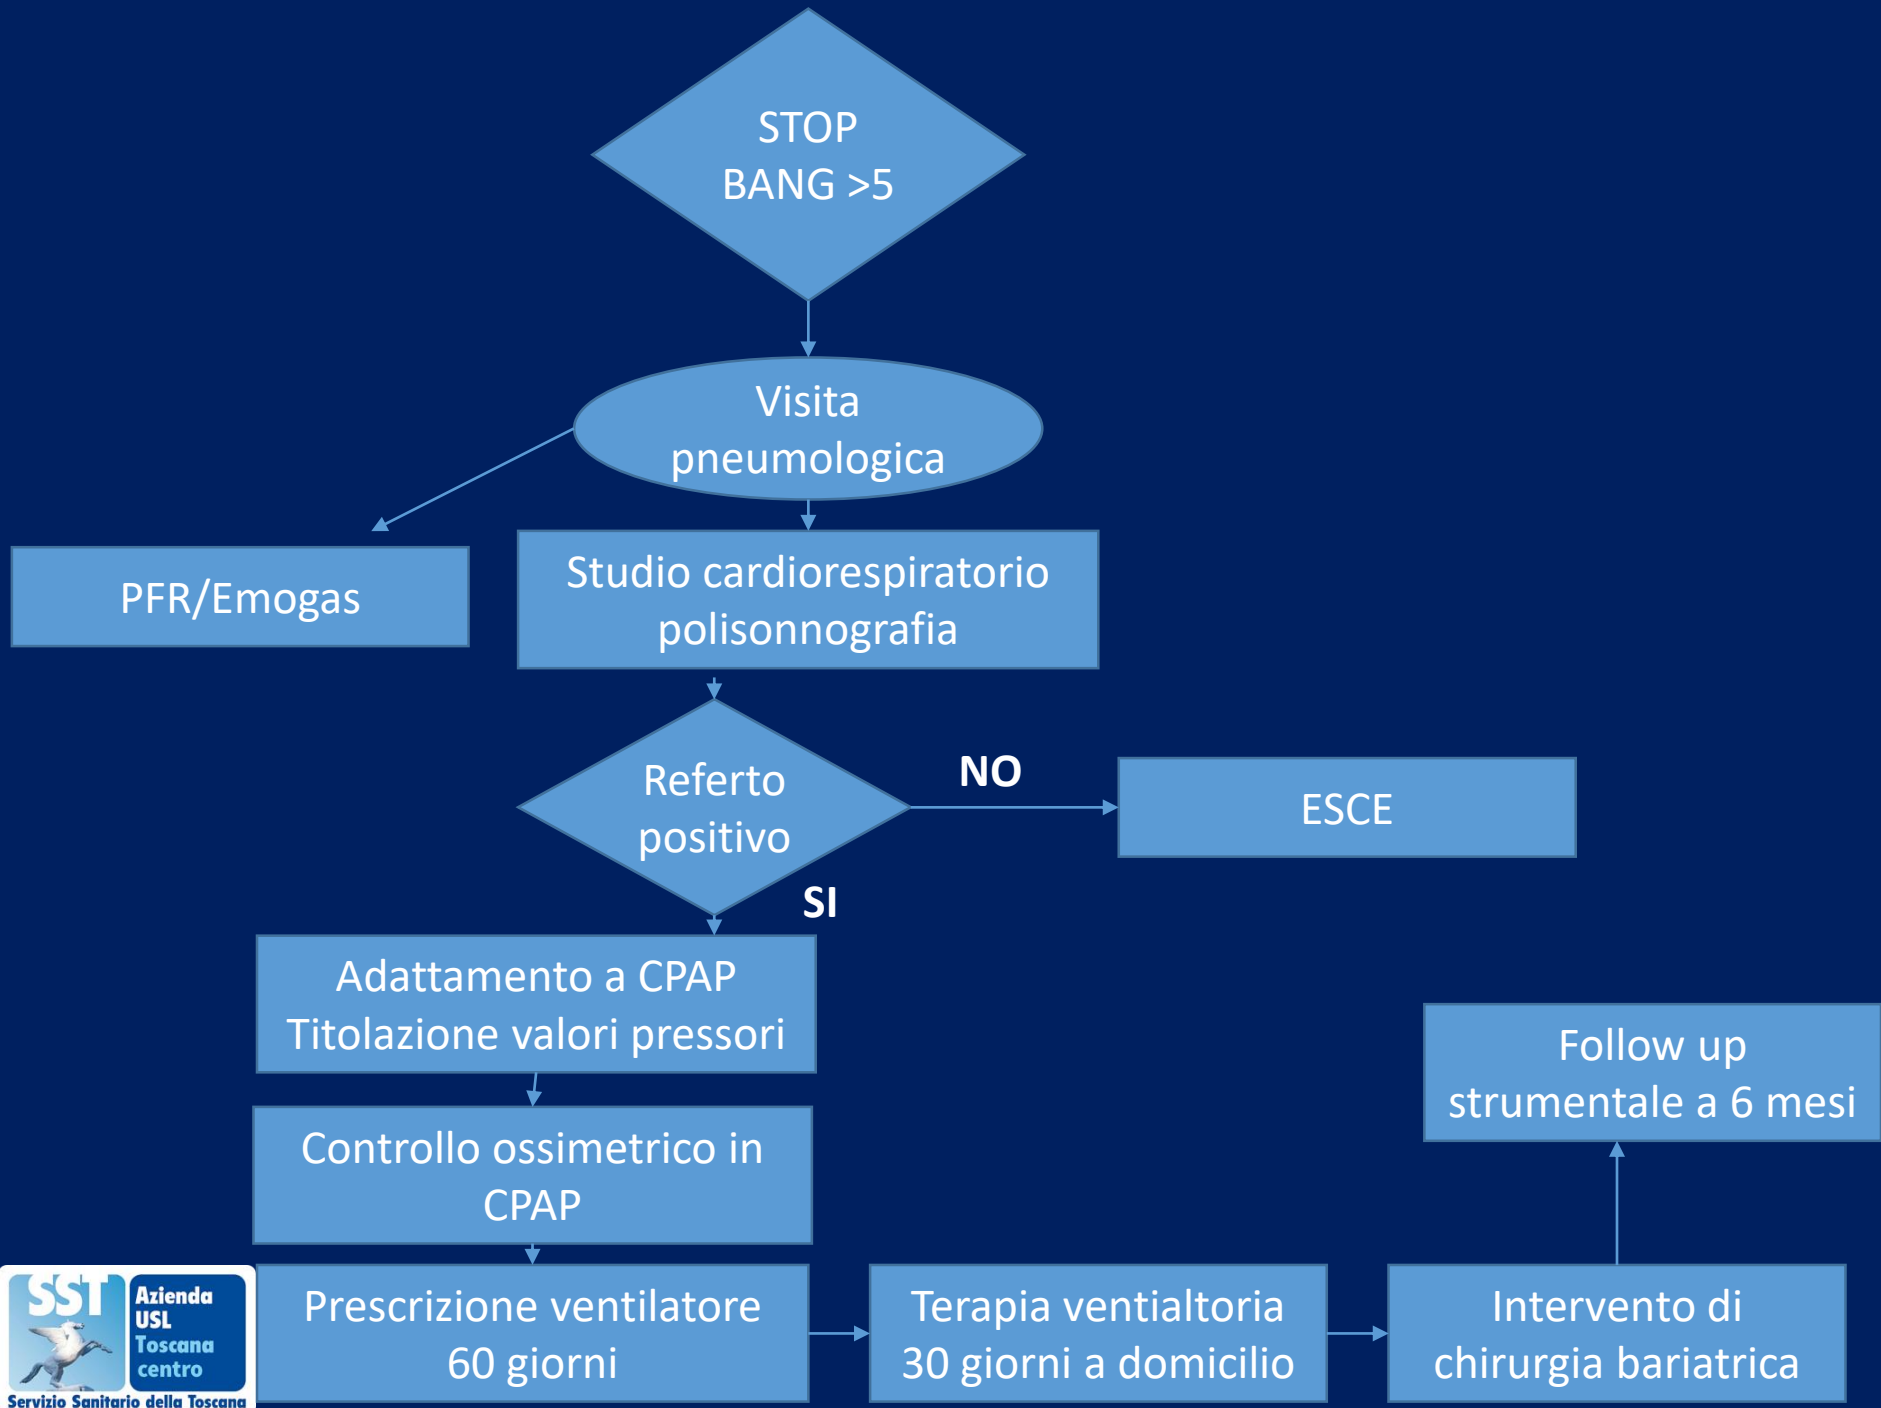 STOP
BANG >5
Visita
pneumologica
PFR/Emogas
Studio cardiorespiratorio
polisonnografia
Referto
positivo
NO
ESCE
SI
Adattamento a CPAP
Titolazione valori pressori
Controllo ossimetrico in
CPAP
Prescrizione ventilatore
60 giorni
Terapia ventialtoria
30 giorni a domicilio
Intervento di
chirurgia bariatrica
Follow up
strumentale a 6 mesi
SST
Azienda
USL
Toscana
centro
Servizio Sanitario della Toscana